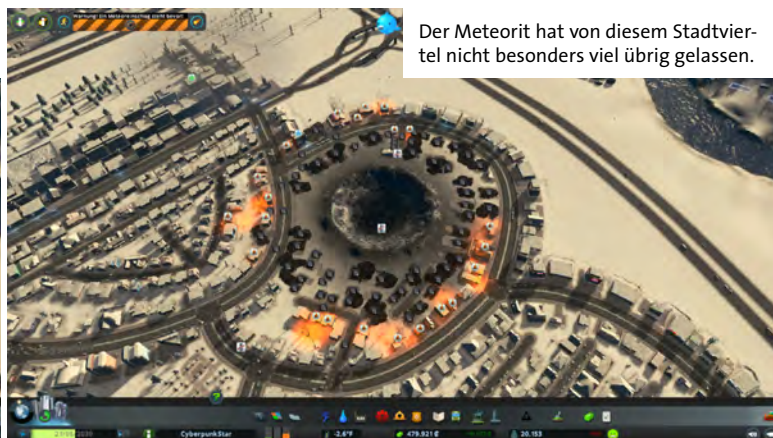 Der Meteorit hat von diesem Stadtvier-
tel nicht besonders viel übrig gelassen.
Warnung: Ein Meteoreinschlag steht bevor!
CyberpunkStar
-2,6°F
479.921 ₡
20.153